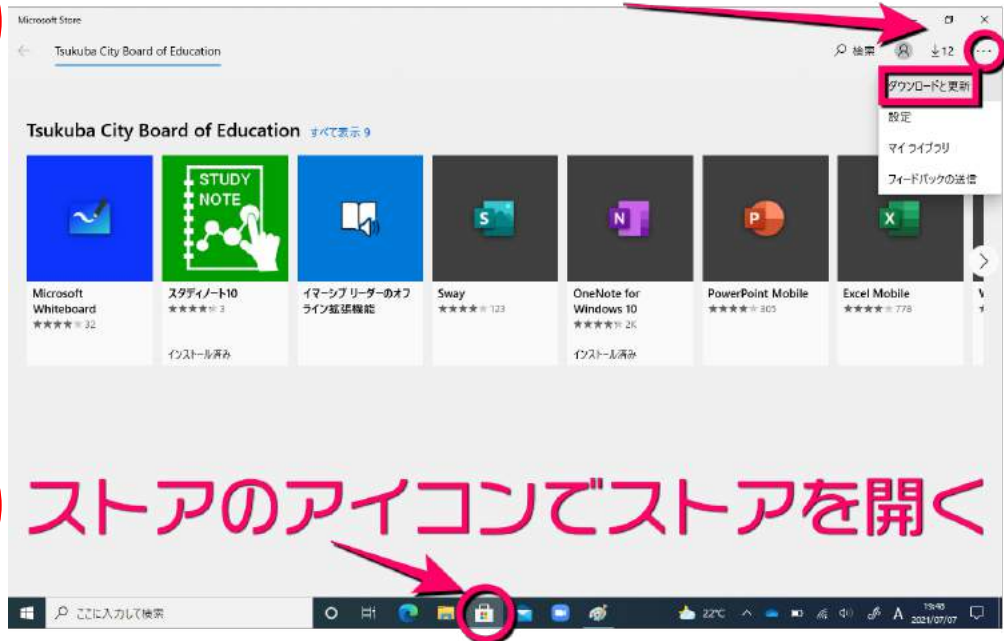 Microsoft Store
Tsukuba City Board of Education
検索
12
ダウンロードと更新
設定
マイ ライブラリ
フィードバックの送信
Tsukuba City Board of Education すべて表示 9
STUDY
NOTE
S
N
P
X
Microsoft
Whiteboard
32
スタディノート10
3
インストール済み
イマーシブ リーダーのオフ
ライン拡張機能
Sway
123
OneNote for
Windows 10
2K
インストール済み
PowerPoint Mobile
305
Excel Mobile
778
ストアのアイコンでストアを開く
ここに入力して検索
22°C
A
19:48
2021/07/07